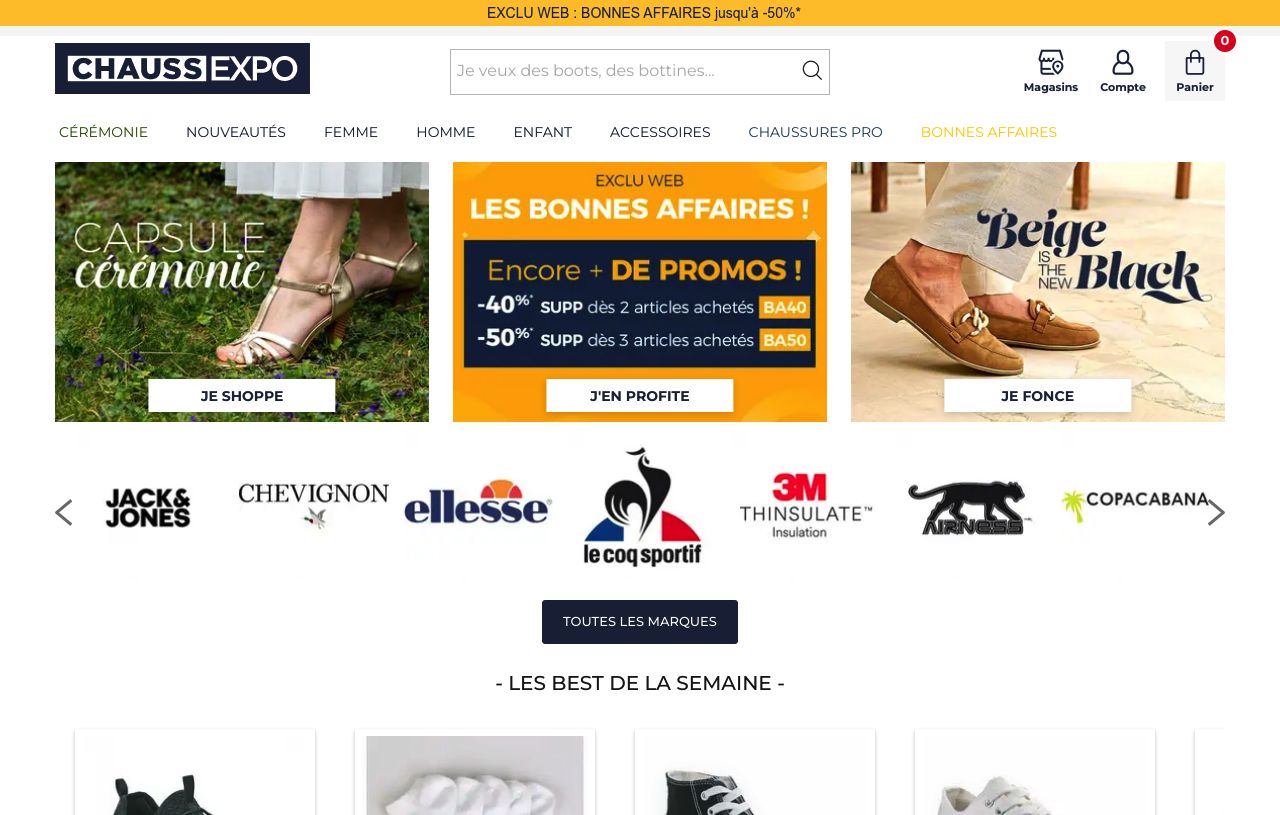 EXCLU WEB : BONNES AFFAIRES jusqu'à -50%*
CHAUSSEXPO
Je veux des boots, des bottines...
0
Magasins
Compte
Panier
CÉRÉMONIE
NOUVEAUTÉS
FEMME
HOMME
ENFANT
ACCESSOIRES
CHAUSSURES PRO
BONNES AFFAIRES
CAPSULE
cérémonie
JE SHOPPE
EXCLU WEB
LES BONNES AFFAIRES !
Encore + DE PROMOS !
-40%* SUPP dès 2 articles achetés BA40
-50%* SUPP dès 3 articles achetés BA50
J'EN PROFITE
Beige
IS THE NEW
Black
JE FONCE
JACK&
JONES
CHEVIGNON
ellesse
le coq sportif
3M
THINSULATE™
Insulation
AIRNESS
COPACABANA
TOUTES LES MARQUES
- LES BEST DE LA SEMAINE -